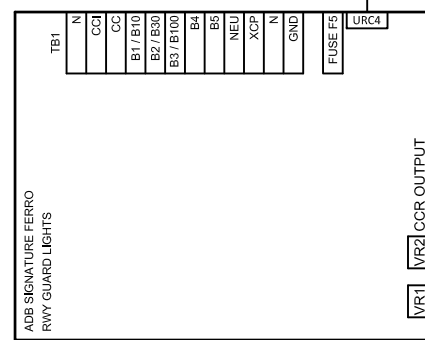 TB1
N
CCI
CC
B1 / B10
B2 / B30
B3 / B100
B4
B5
NEU
XCP
N
GND
FUSE F5
URC4
ADB SIGNATURE FERRO
RWY GUARD LIGHTS
VR1
VR2
CCR OUTPUT